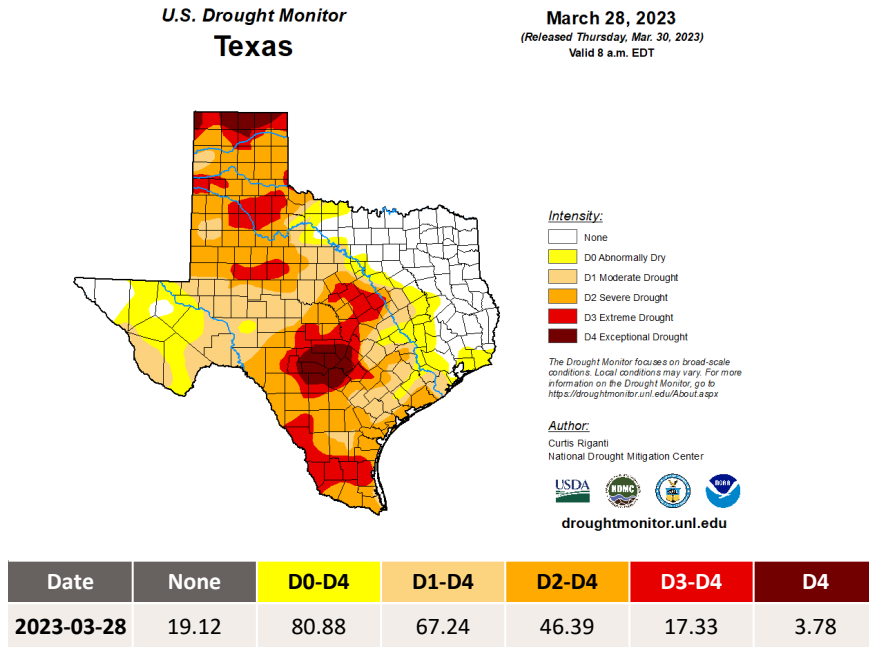 U.S. Drought Monitor
Texas
March 28, 2023
(Released Thursday, Mar. 30, 2023)
Valid 8 a.m. EDT
Intensity:
None
D0 Abnormally Dry
D1 Moderate Drought
D2 Severe Drought
D3 Extreme Drought
D4 Exceptional Drought
The Drought Monitor focuses on broad-scale
conditions. Local conditions may vary. For more
information on the Drought Monitor, go to
https://droughtmonitor.unl.edu/About.aspx
Author:
Curtis Riganti
National Drought Mitigation Center
USDA
NDMC
NOAA
droughtmonitor.unl.edu
Date None D0-D4 D1-D4 D2-D4 D3-D4 D4
2023-03-28 19.12 80.88 67.24 46.39 17.33 3.78